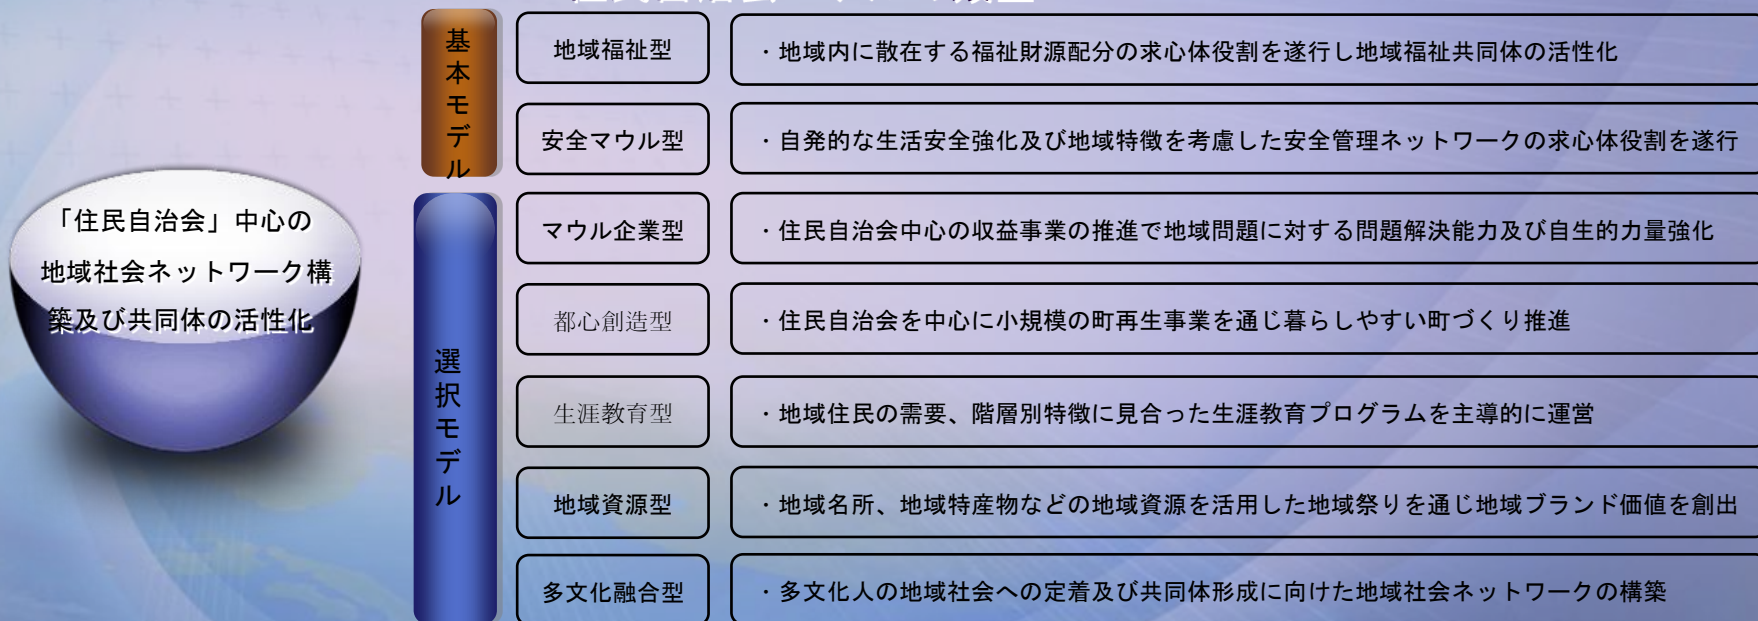 基本モデル
地域福祉型
・地域内に散在する福祉財源配分の求心体役割を遂行し地域福祉共同体の活性化
安全マウル型
・自発的な生活安全強化及び地域特徴を考慮した安全管理ネットワークの求心体役割を遂行
「住民自治会」中心の
地域社会ネットワーク構
築及び共同体の活性化
選択モデル
マウル企業型
・住民自治会中心の収益事業の推進で地域問題に対する問題解決能力及び自生的力量強化
都心創造型
・住民自治会を中心に小規模の町再生事業を通じ暮らしやすい町づくり推進
生涯教育型
・地域住民の需要、階層別特徴に見合った生涯教育プログラムを主導的に運営
地域資源型
・地域名所、地域特産物などの地域資源を活用した地域祭りを通じ地域ブランド価値を創出
多文化融合型
・多文化人の地域社会への定着及び共同体形成に向けた地域社会ネットワークの構築